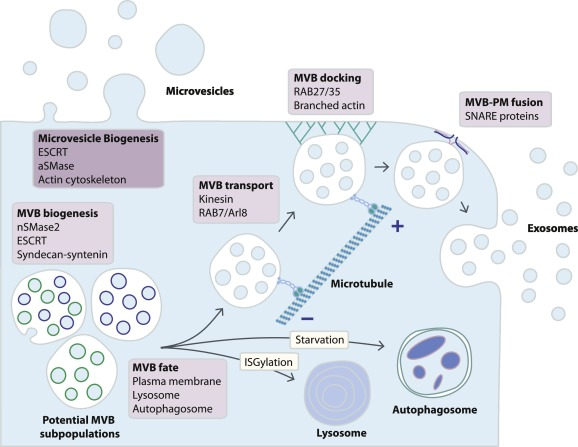 Microvesicles
MVB docking
RAB27/35
Branched actin
MVB-PM fusion
SNARE proteins
Microvesicle Biogenesis
ESCRT
aSMase
Actin cytoskeleton
MVB transport
Kinesin
RAB7/Arl8
MVB biogenesis
nSMase2
ESCRT
Syndecan-syntenin
Exosomes
+
Microtubule
–
Starvation
ISGylation
MVB fate
Plasma membrane
Lysosome
Autophagosome
Potential MVB
subpopulations
Lysosome
Autophagosome